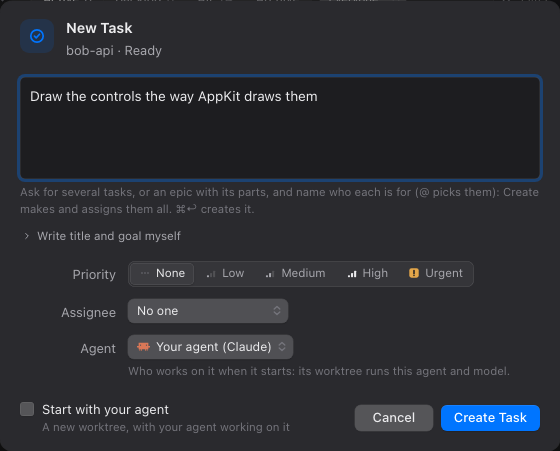 New Task
bob-api · Ready
Draw the controls the way AppKit draws them
Ask for several tasks, or an epic with its parts, and name who each is for (@ picks them): Create
makes and assigns them all. ⌘↩ creates it.
Write title and goal myself
Priority None Low Medium High Urgent
Assignee No one
Agent Your agent (Claude)
Who works on it when it starts: its worktree runs this agent and model.
Start with your agent
A new worktree, with your agent working on it
Cancel Create Task